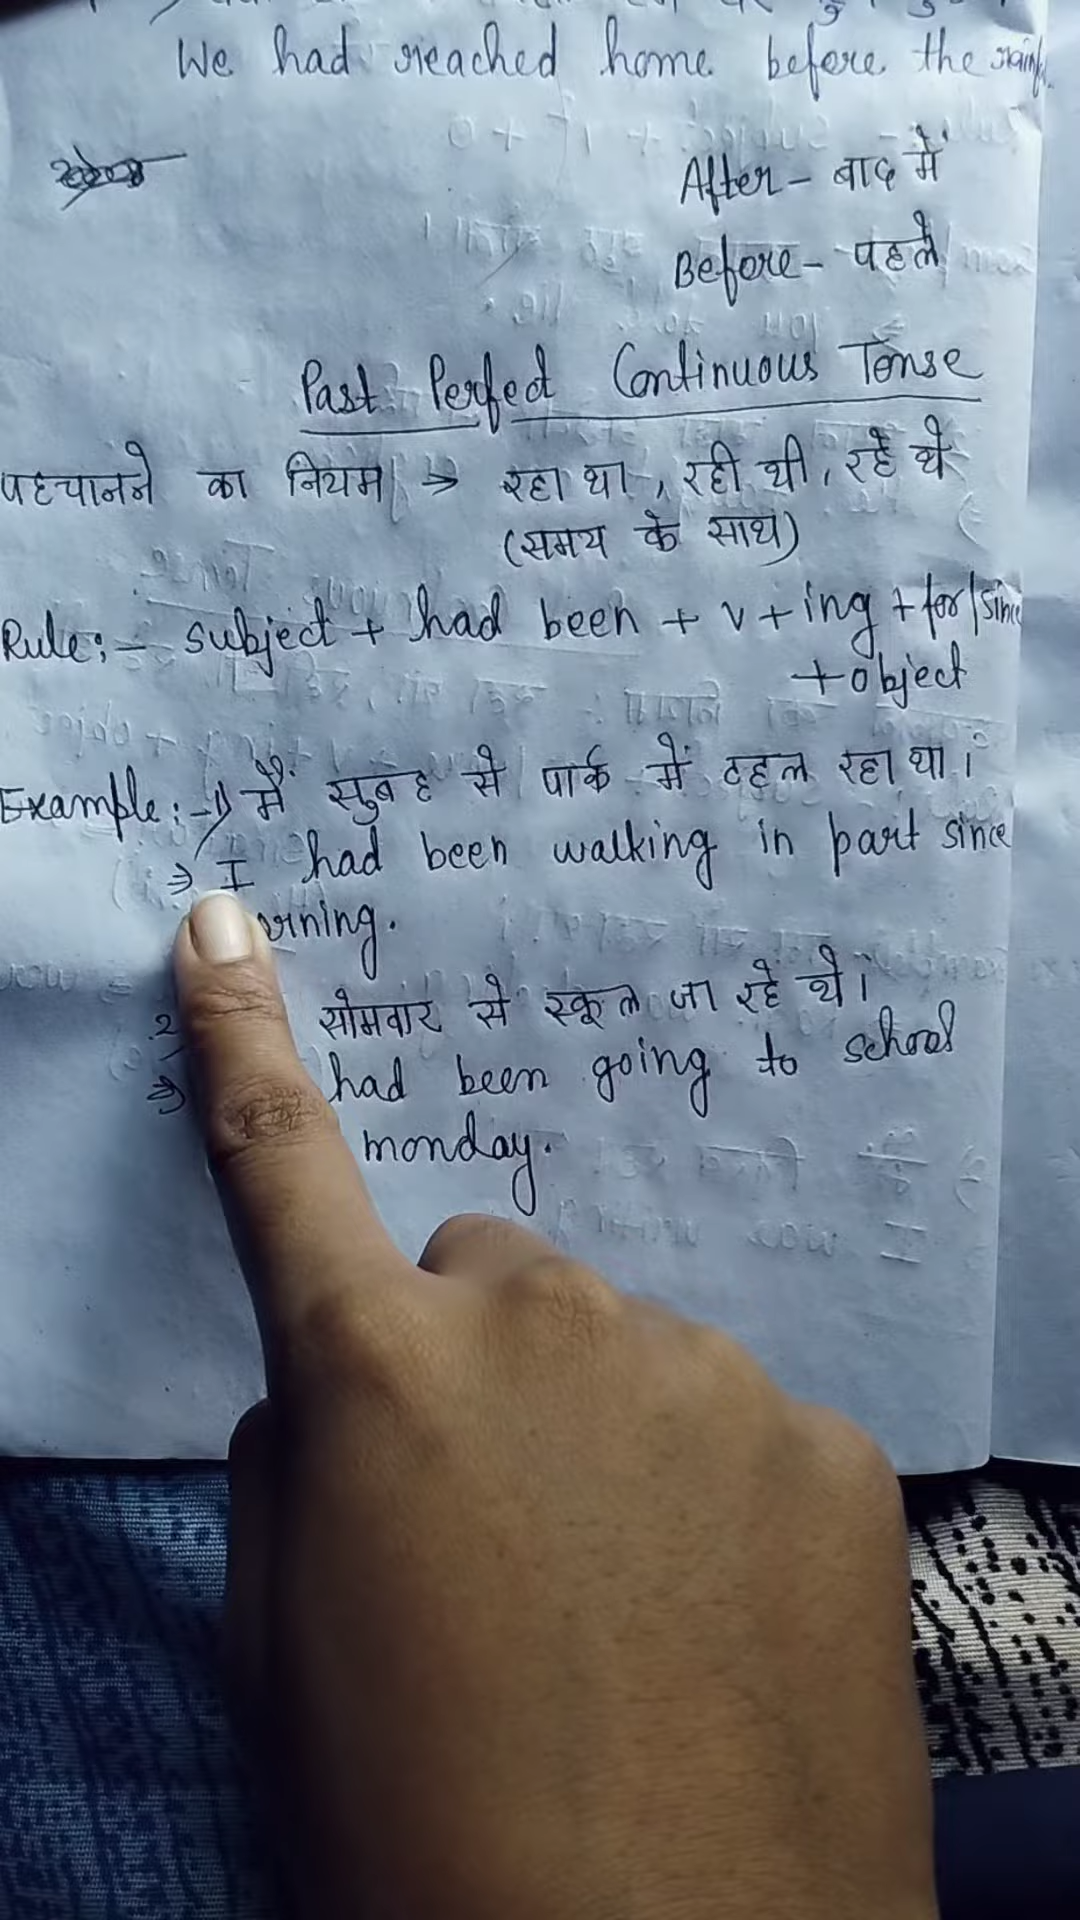 We had reached home before the
After - बाद में
Before - पहले
Past Perfect Continuous Tense
पहचानने का नियम → रहा था, रही थी, रहे थे
(समय के साथ)
Rule:- subject + had been + v + ing + for/since
+ object
Example:- 1) मैं सुबह से पार्क में टहल रहा था।
⇒ I had been walking in part since
orning.
2 सोमवार से स्कूल जा रहे थे।
⇒ had been going to school
monday.